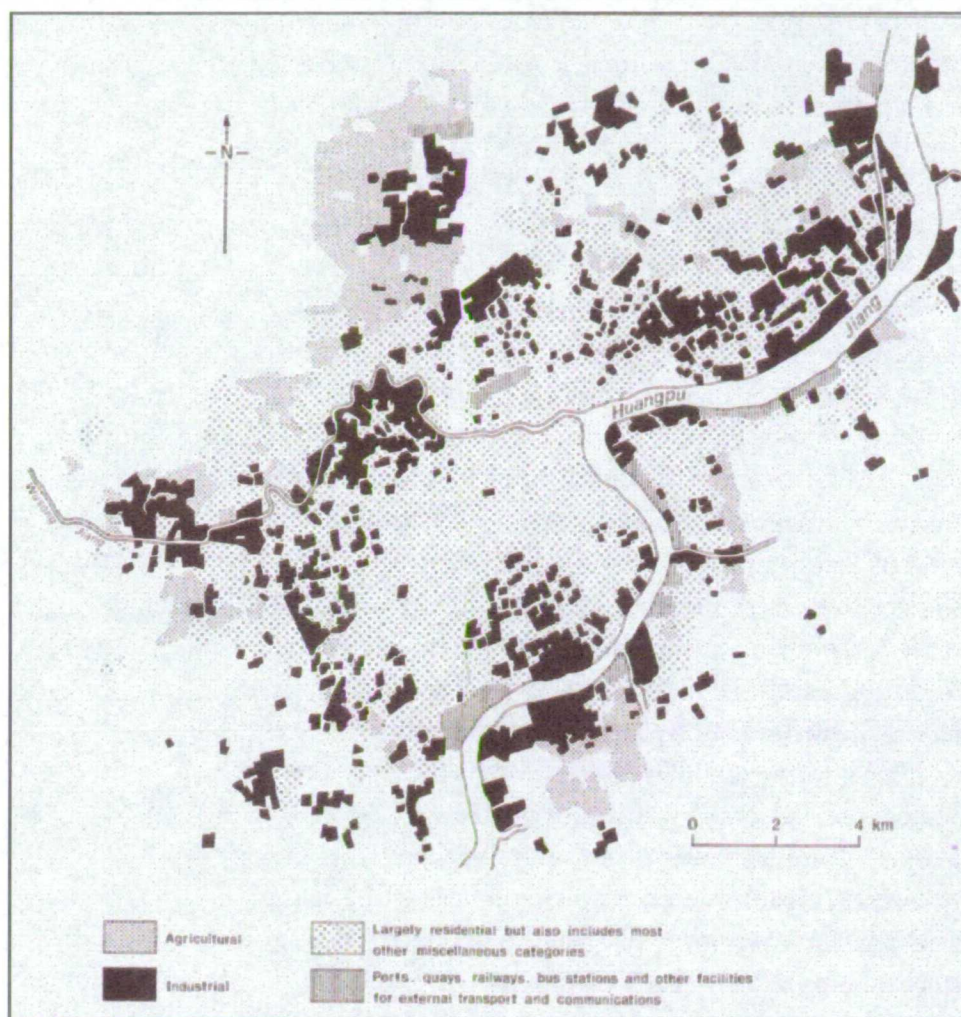 N
Jiang
Huangpu
0 2 4 km
Agricultural
Largely residential but also includes most
other miscellaneous categories
Industrial
Ports, quays, railways, bus stations and other facilities
for external transport and communications